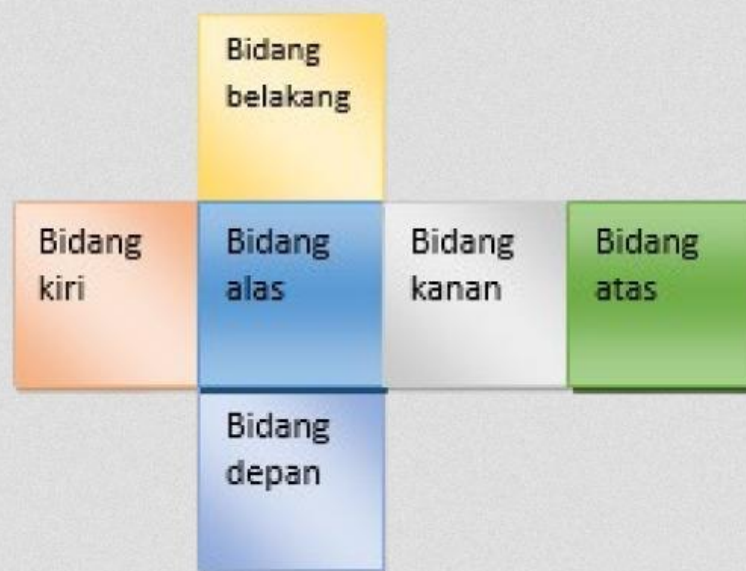 Bidang
belakang
Bidang
kiri
Bidang
alas
Bidang
kanan
Bidang
atas
Bidang
depan